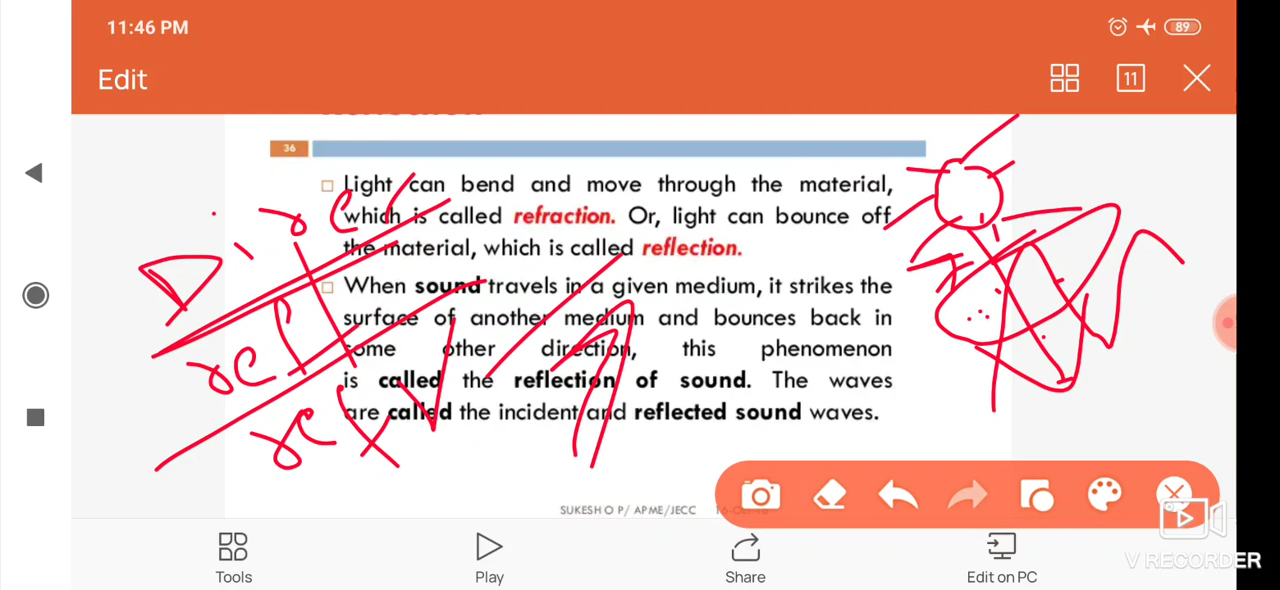 11:46 PM
89
Edit
11
36
Light can bend and move through the material,
which is called refraction. Or, light can bounce off
the material, which is called reflection.
When sound travels in a given medium, it strikes the
surface of another medium and bounces back in
some other direction, this phenomenon
is called the reflection of sound. The waves
are called the incident and reflected sound waves.
SUKESH O P/ APME/JECC
Tools
Play
Share
Edit on PC
V RECORDER